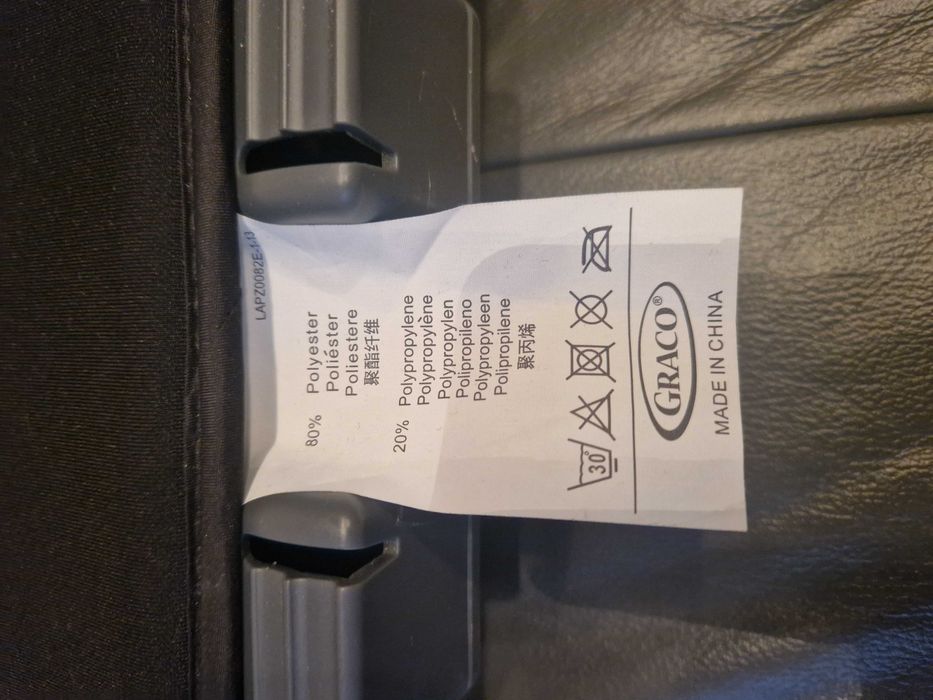 LAPZ0082E-1-13
80% Polyester
Poliéster
Poliestere
聚酯纤维
20% Polypropylene
Polypropylène
Polypropylen
Polipropileno
Polypropyleen
Polipropilene
聚丙烯
30°
GRACO®
MADE IN CHINA